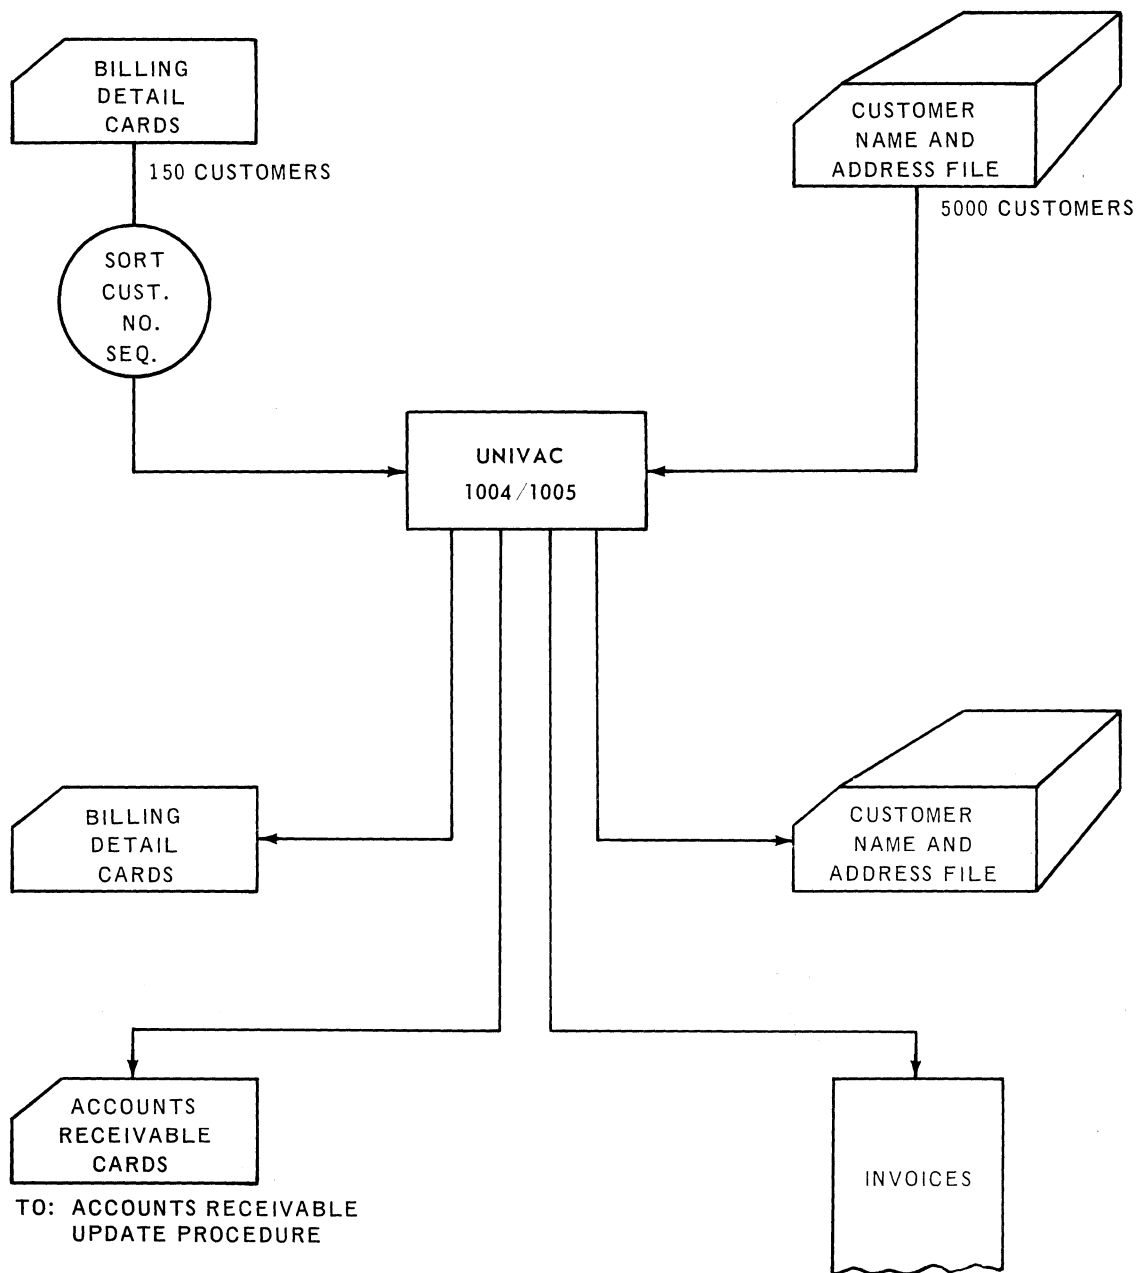 BILLING
DETAIL
CARDS
150 CUSTOMERS
CUSTOMER
NAME AND
ADDRESS FILE
5000 CUSTOMERS
SORT
CUST.
NO.
SEQ.
UNIVAC
1004/1005
BILLING
DETAIL
CARDS
CUSTOMER
NAME AND
ADDRESS FILE
ACCOUNTS
RECEIVABLE
CARDS
TO: ACCOUNTS RECEIVABLE
UPDATE PROCEDURE
INVOICES